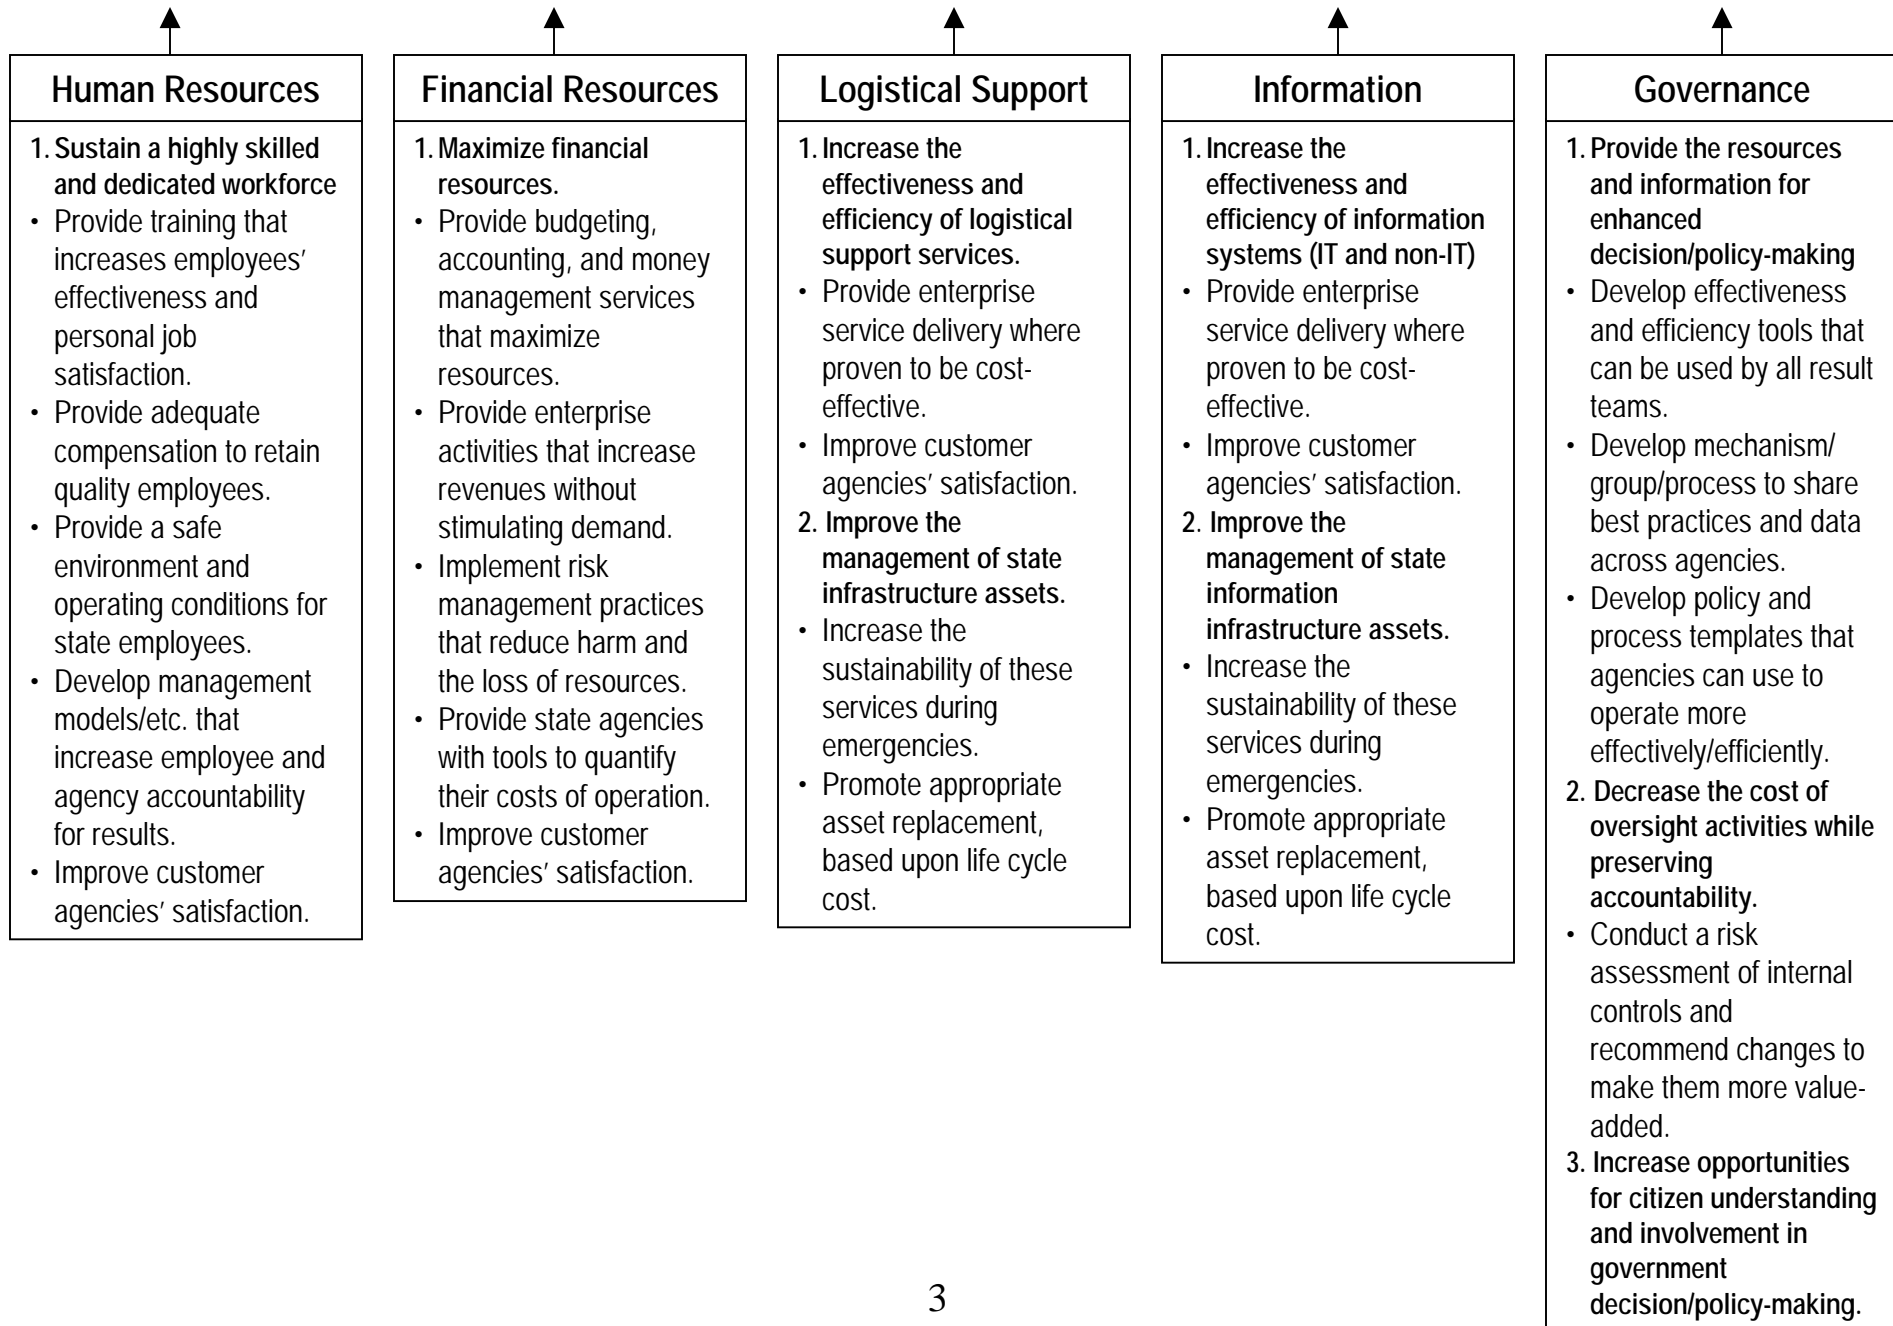 Human Resources
1. Sustain a highly skilled
and dedicated workforce
• Provide training that
increases employees’
effectiveness and
personal job
satisfaction.
• Provide adequate
compensation to retain
quality employees.
• Provide a safe
environment and
operating conditions for
state employees.
• Develop management
models/etc. that
increase employee and
agency accountability
for results.
• Improve customer
agencies’ satisfaction.
Financial Resources
1. Maximize financial
resources.
• Provide budgeting,
accounting, and money
management services
that maximize
resources.
• Provide enterprise
activities that increase
revenues without
stimulating demand.
• Implement risk
management practices
that reduce harm and
the loss of resources.
• Provide state agencies
with tools to quantify
their costs of operation.
• Improve customer
agencies’ satisfaction.
Logistical Support
1. Increase the
effectiveness and
efficiency of logistical
support services.
• Provide enterprise
service delivery where
proven to be cost-
effective.
• Improve customer
agencies’ satisfaction.
2. Improve the
management of state
infrastructure assets.
• Increase the
sustainability of these
services during
emergencies.
• Promote appropriate
asset replacement,
based upon life cycle
cost.
Information
1. Increase the
effectiveness and
efficiency of information
systems (IT and non-IT)
• Provide enterprise
service delivery where
proven to be cost-
effective.
• Improve customer
agencies’ satisfaction.
2. Improve the
management of state
information
infrastructure assets.
• Increase the
sustainability of these
services during
emergencies.
• Promote appropriate
asset replacement,
based upon life cycle
cost.
Governance
1. Provide the resources
and information for
enhanced
decision/policy-making
• Develop effectiveness
and efficiency tools that
can be used by all result
teams.
• Develop mechanism/
group/process to share
best practices and data
across agencies.
• Develop policy and
process templates that
agencies can use to
operate more
effectively/efficiently.
2. Decrease the cost of
oversight activities while
preserving
accountability.
• Conduct a risk
assessment of internal
controls and
recommend changes to
make them more value-
added.
3. Increase opportunities
for citizen understanding
and involvement in
government
decision/policy-making.
3